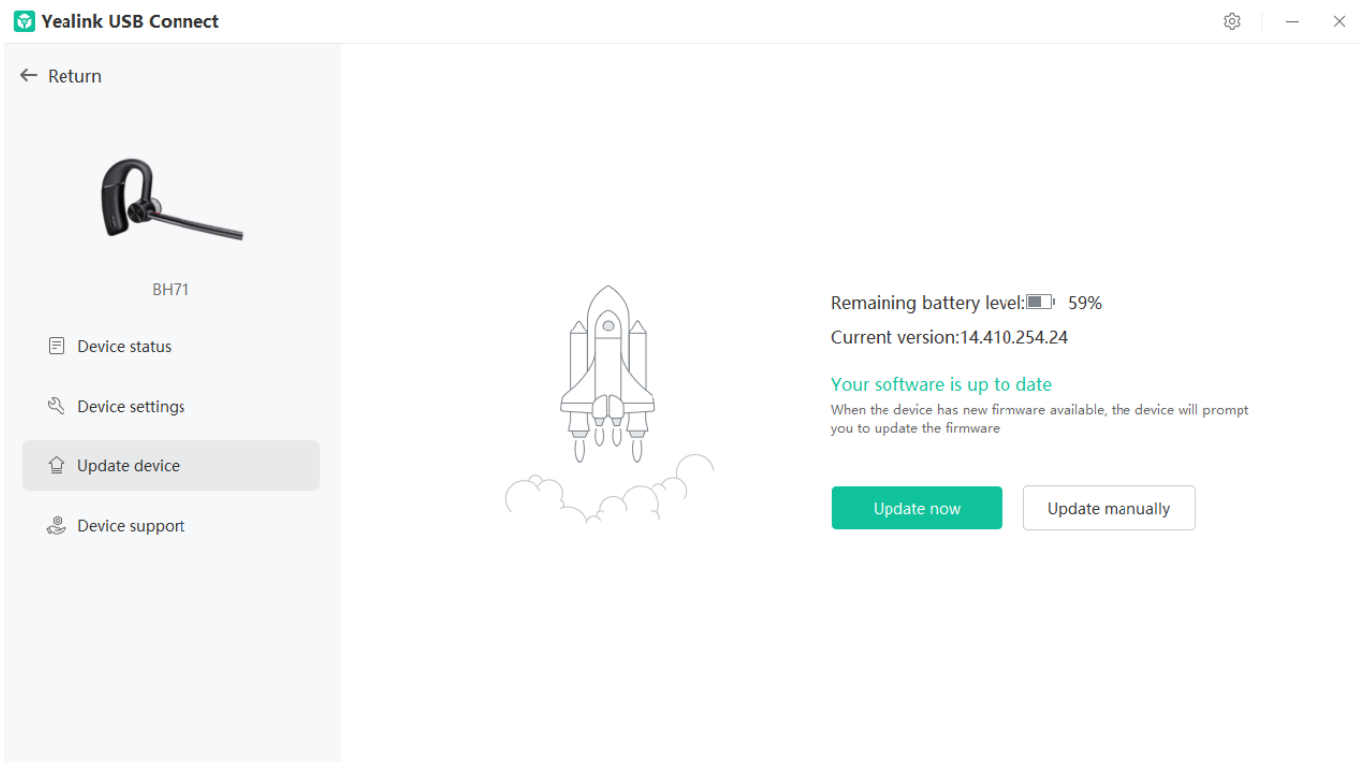 Yealink USB Connect
Return
BH71
Device status
Device settings
Update device
Device support
Remaining battery level: 59%
Current version:14.410.254.24
Your software is up to date
When the device has new firmware available, the device will prompt
you to update the firmware
Update now
Update manually